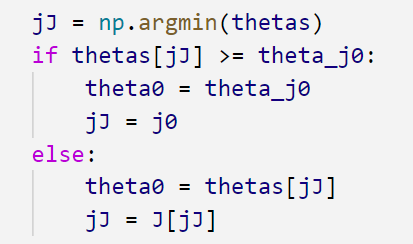 jJ = np.argmin(thetas)
if thetas[jJ] >= theta_j0:
    theta0 = theta_j0
    jJ = j0
else:
    theta0 = thetas[jJ]
    jJ = J[jJ]